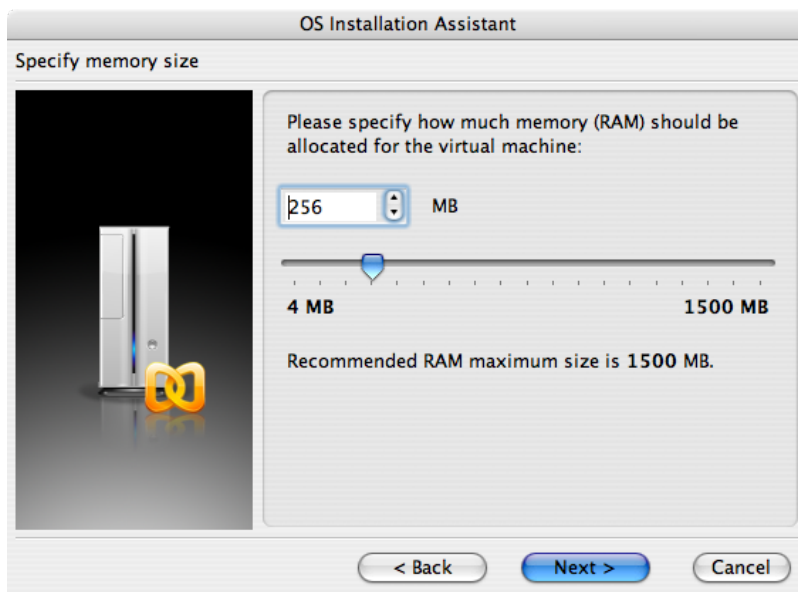 OS Installation Assistant
Specify memory size
Please specify how much memory (RAM) should be
allocated for the virtual machine:
256 MB
4 MB 1500 MB
Recommended RAM maximum size is 1500 MB.
< Back Next > Cancel